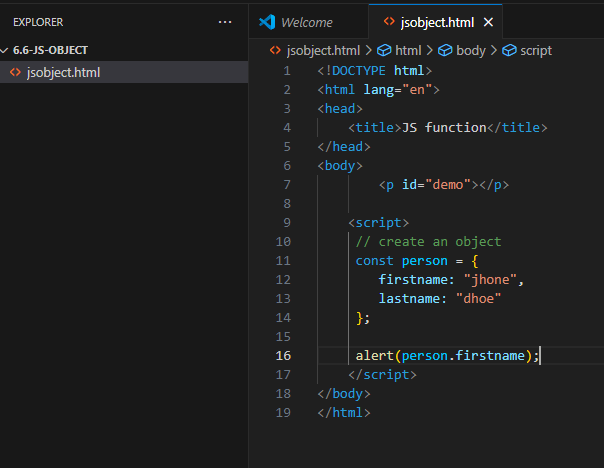 EXPLORER
6.6-JS-OBJECT
jsobject.html
Welcome
jsobject.html
jsobject.html > html > body > script
1 <!DOCTYPE html>
2 <html lang="en">
3 <head>
4 <title>JS function</title>
5 </head>
6 <body>
7 <p id="demo"></p>
8
9 <script>
10 // create an object
11 const person = {
12 firstname: "jhone",
13 lastname: "dhoe"
14 };
15
16 alert(person.firstname);
17 </script>
18 </body>
19 </html>